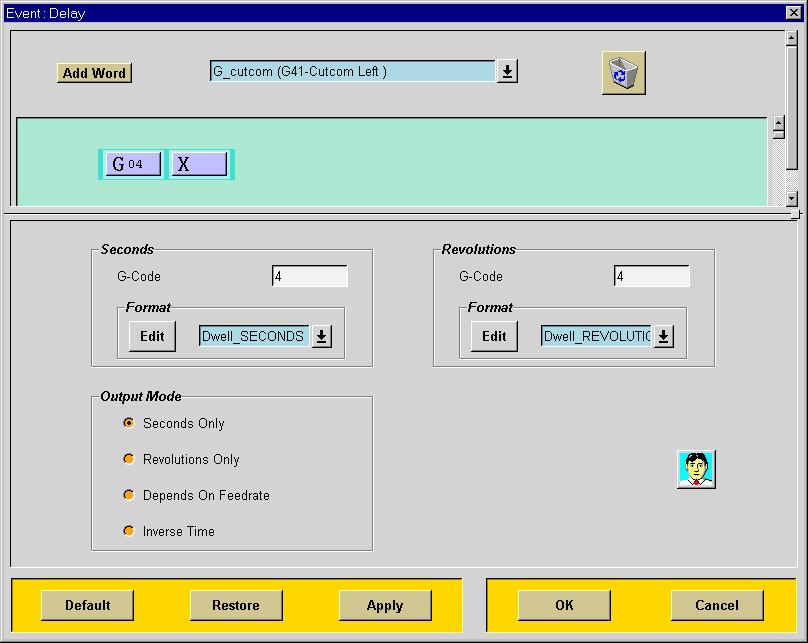 Event : Delay
Add Word
G_cutcom (G41-Cutcom Left )
G 04 X
Seconds Revolutions
G-Code 4 G-Code 4
Format Format
Edit Dwell_SECONDS Edit Dwell_REVOLUTIO
Output Mode
Seconds Only
Revolutions Only
Depends On Feedrate
Inverse Time
Default Restore Apply OK Cancel